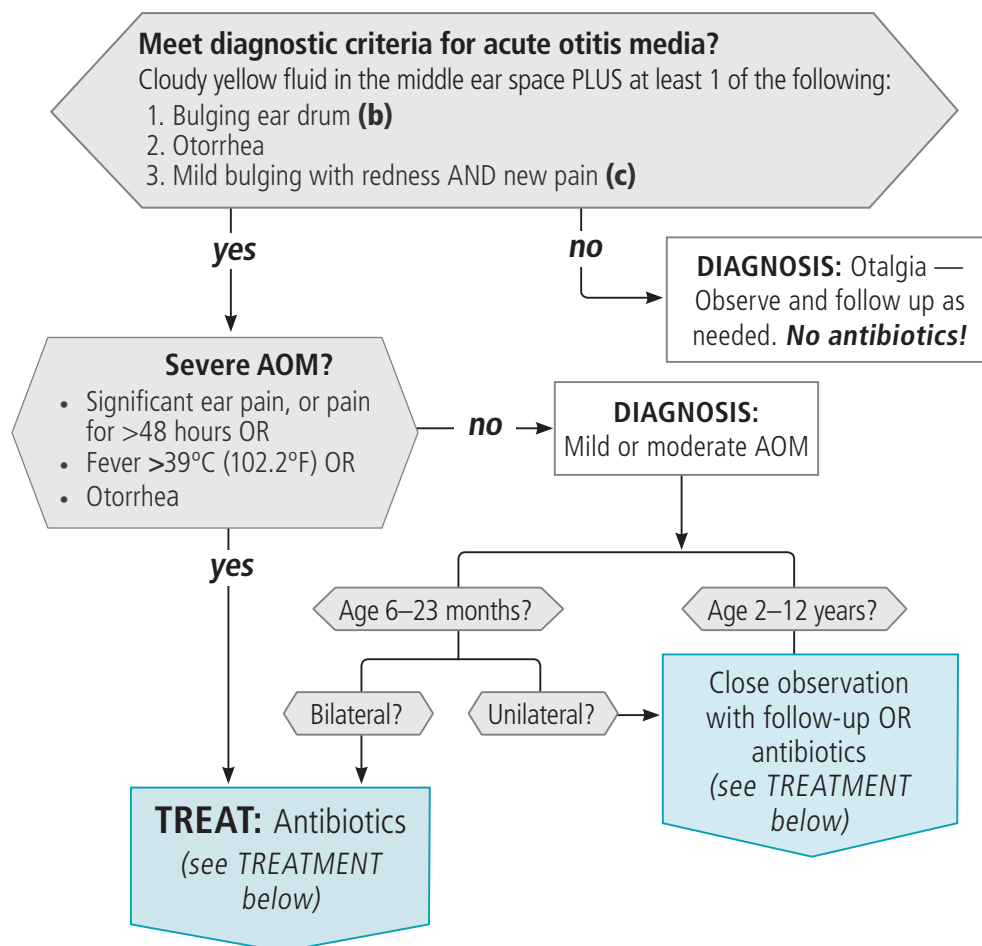 Meet diagnostic criteria for acute otitis media?
Cloudy yellow fluid in the middle ear space PLUS at least 1 of the following:
1. Bulging ear drum (b)
2. Otorrhea
3. Mild bulging with redness AND new pain (c)
yes
no
DIAGNOSIS: Otalgia —
Observe and follow up as
needed. No antibiotics!
Severe AOM?
• Significant ear pain, or pain
for >48 hours OR
• Fever >39ºC (102.2ºF) OR
• Otorrhea
no
DIAGNOSIS:
Mild or moderate AOM
yes
Age 6–23 months?
Age 2–12 years?
Bilateral?
Unilateral?
Close observation
with follow-up OR
antibiotics
(see TREATMENT
below)
TREAT: Antibiotics
(see TREATMENT
below)